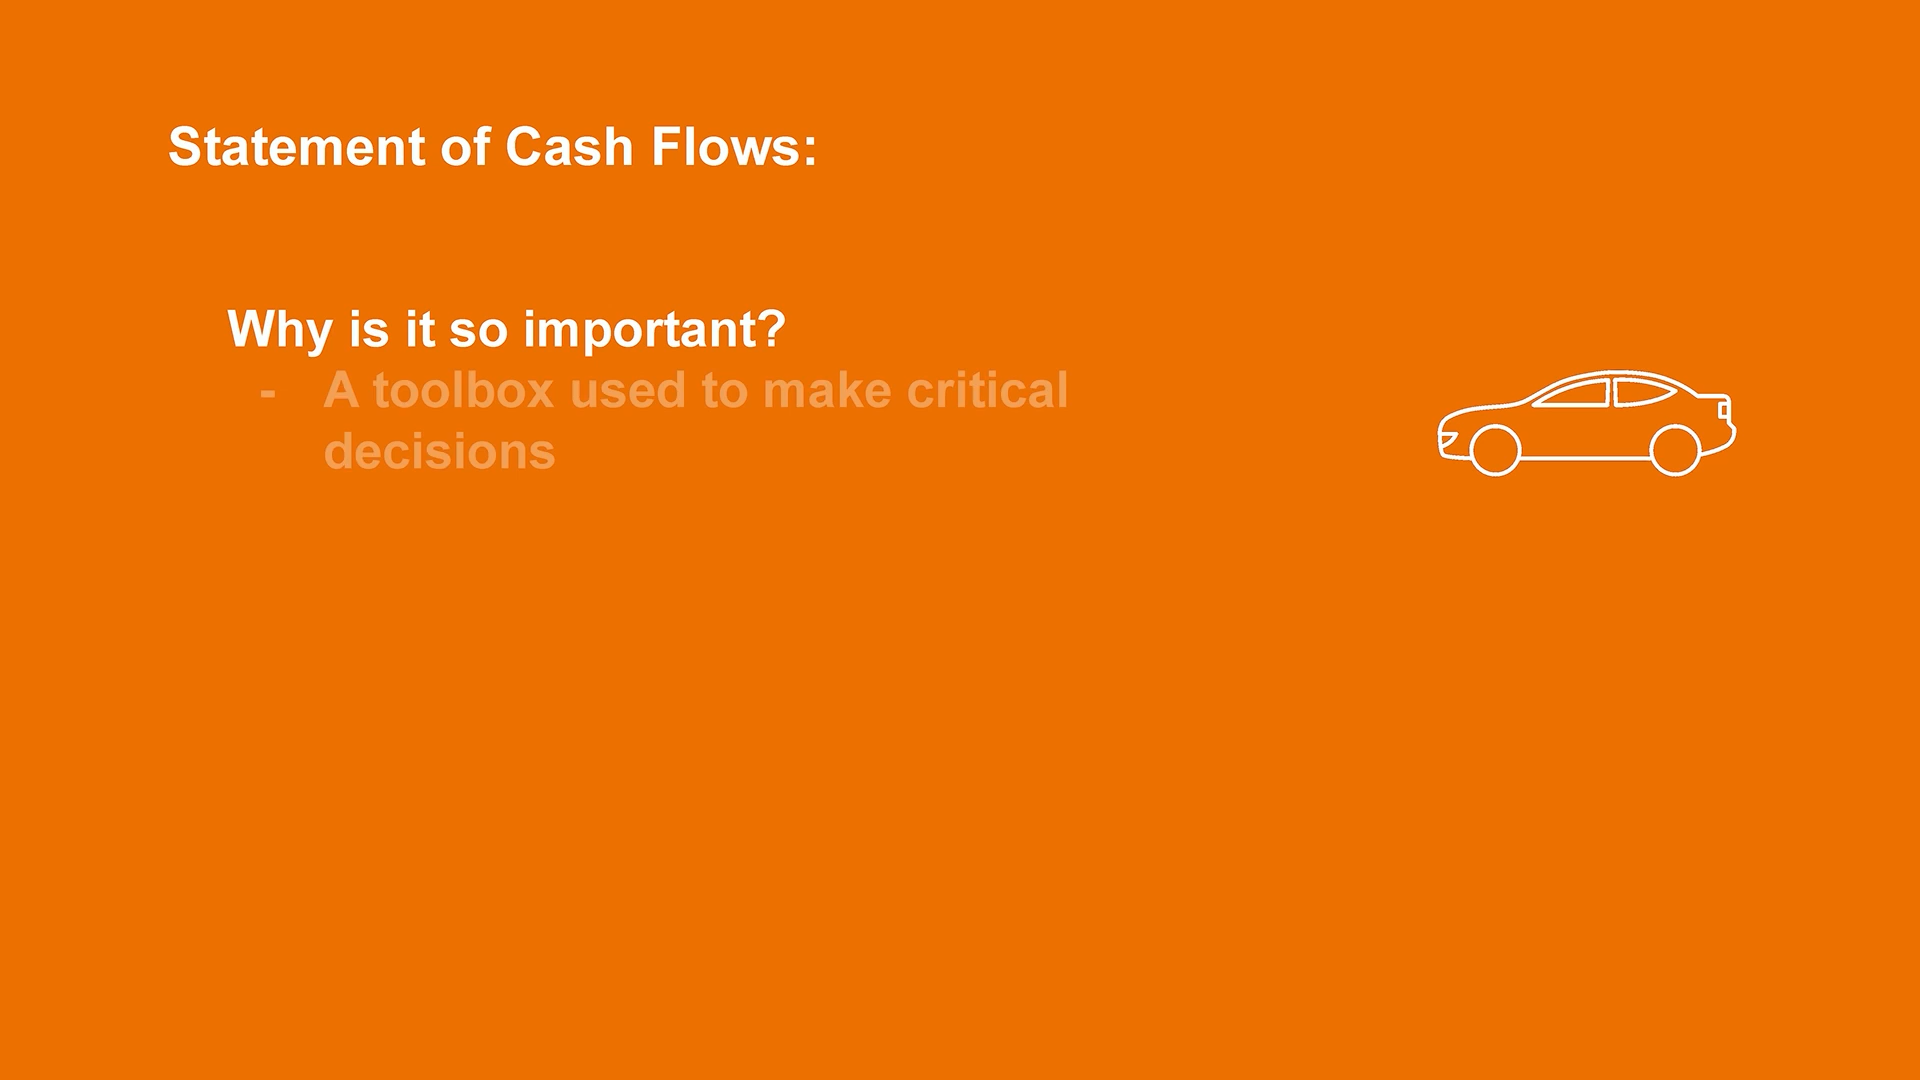 Statement of Cash Flows:
Why is it so important?
- A toolbox used to make critical
decisions